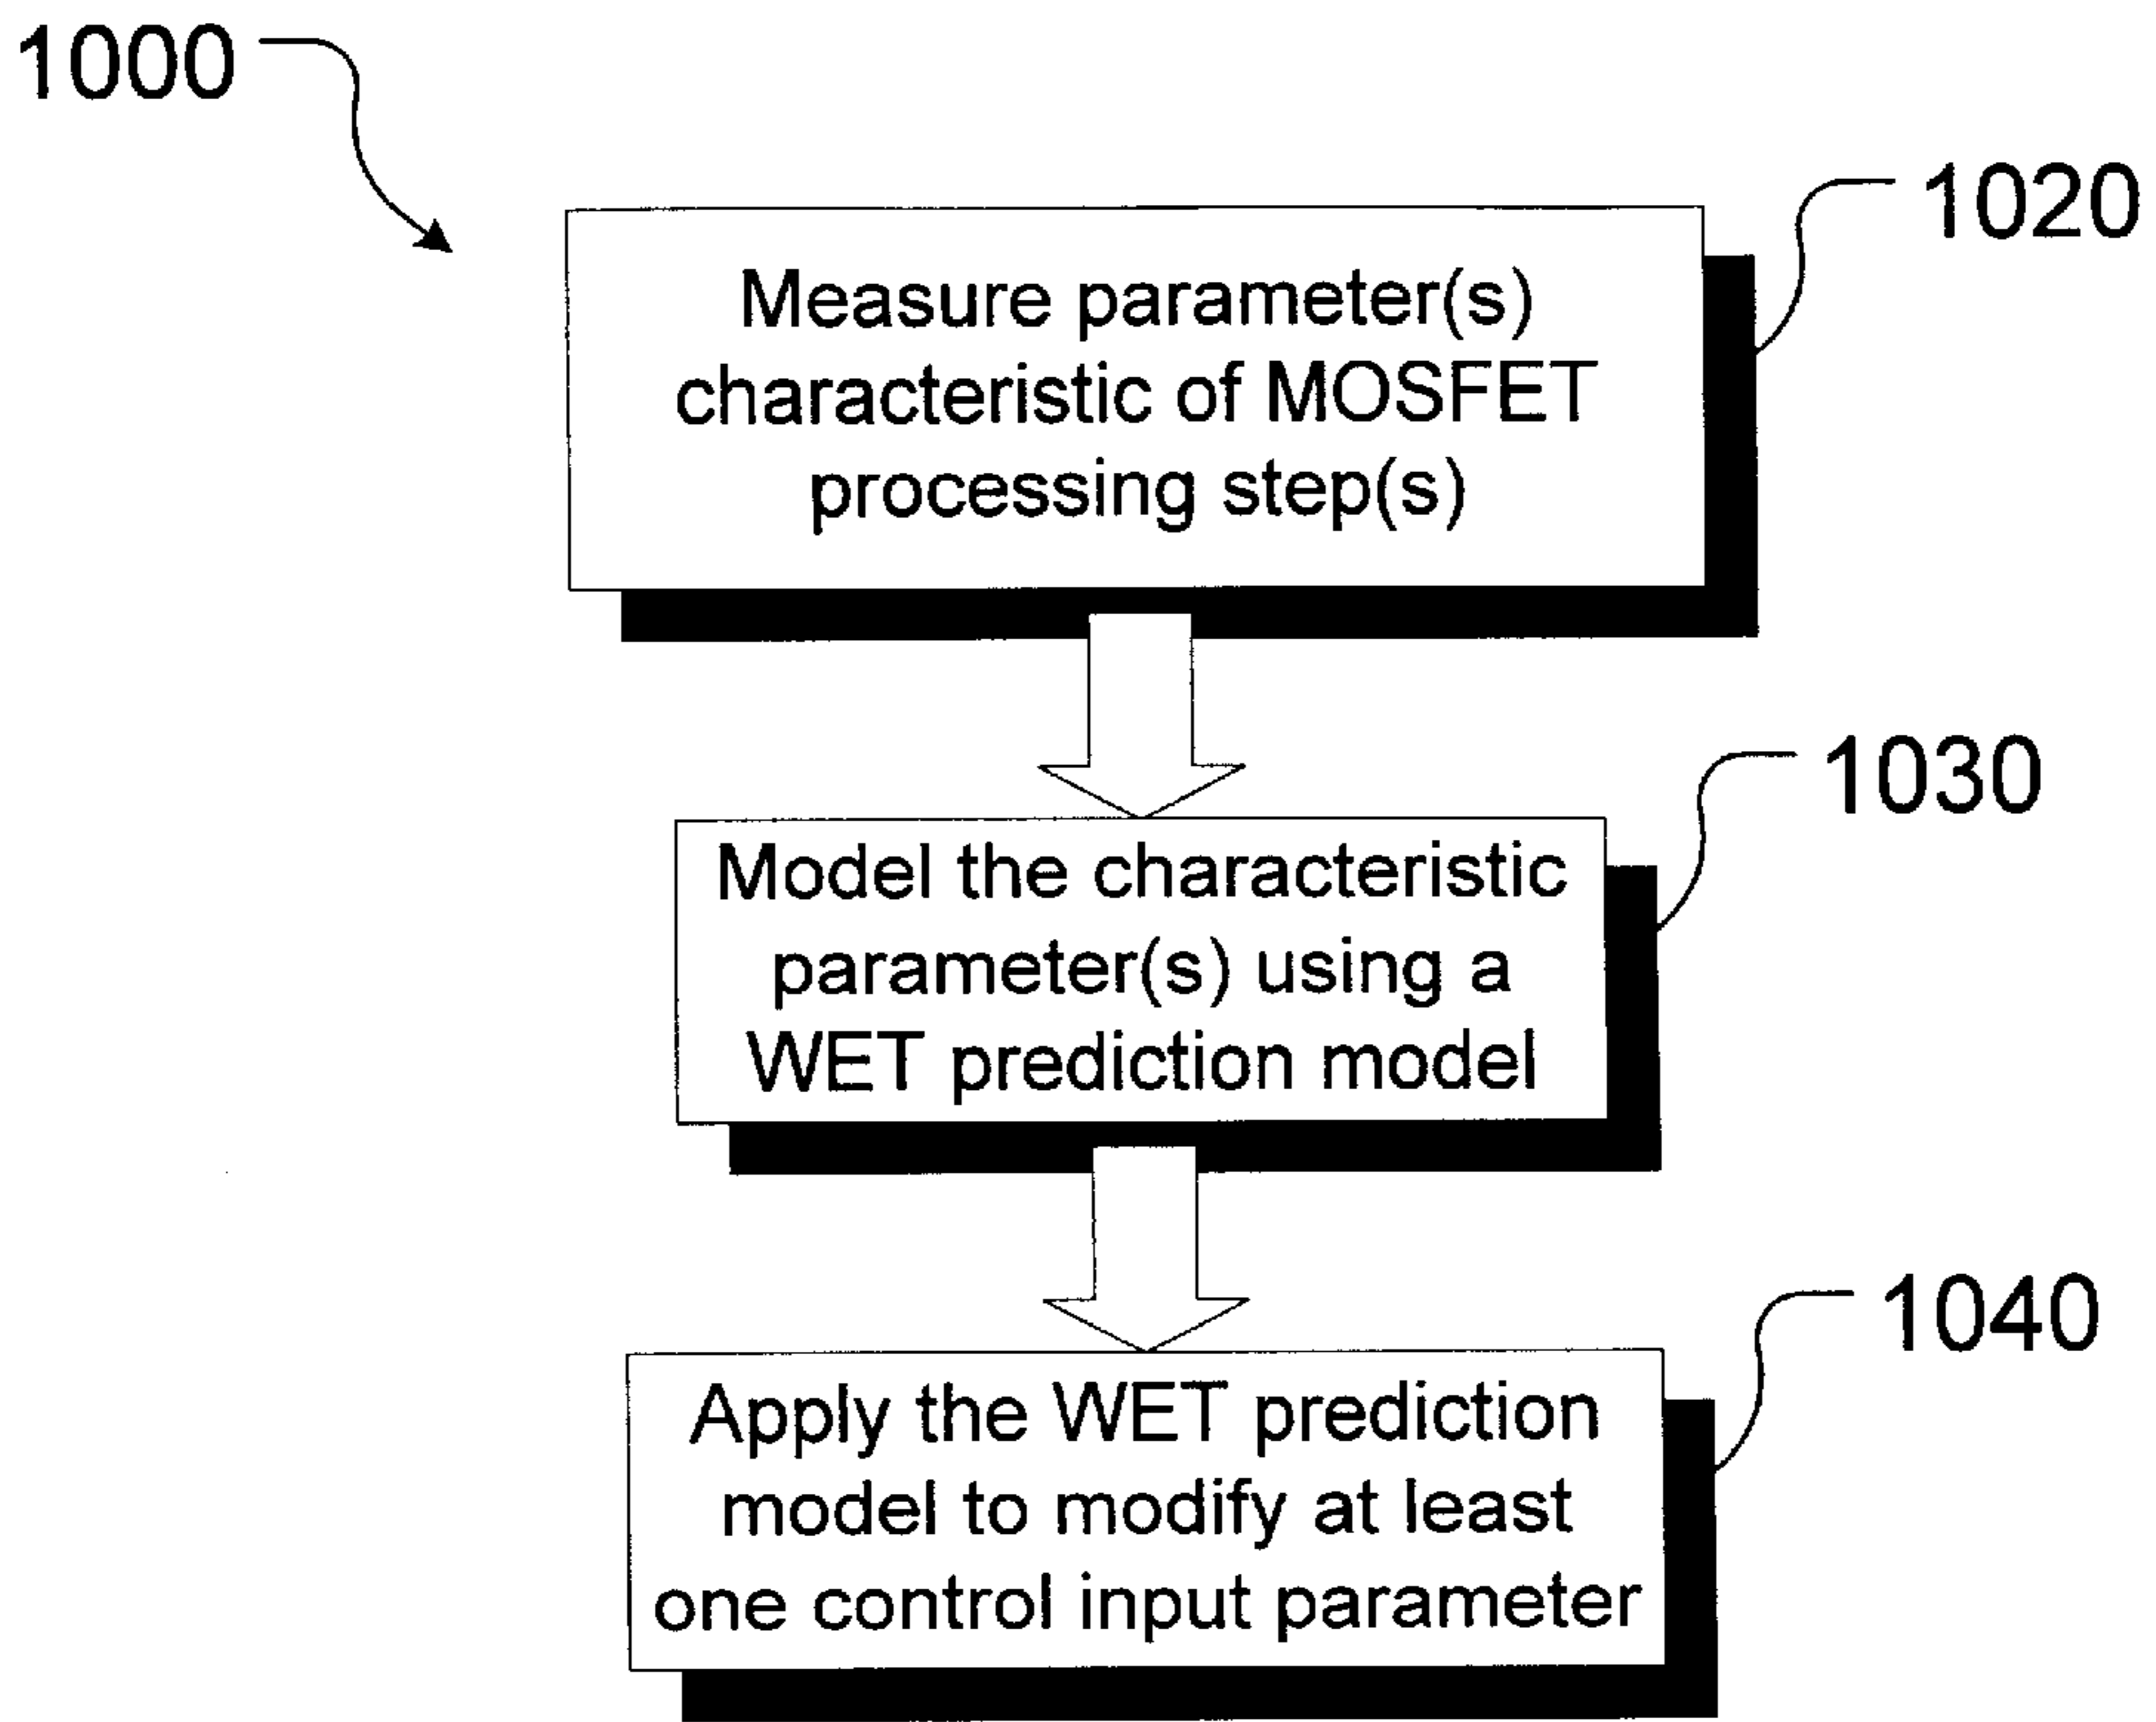 1000
1020
Measure parameter(s)
characteristic of MOSFET
processing step(s)
1030
Model the characteristic
parameter(s) using a
WET prediction model
1040
Apply the WET prediction
model to modify at least
one control input parameter